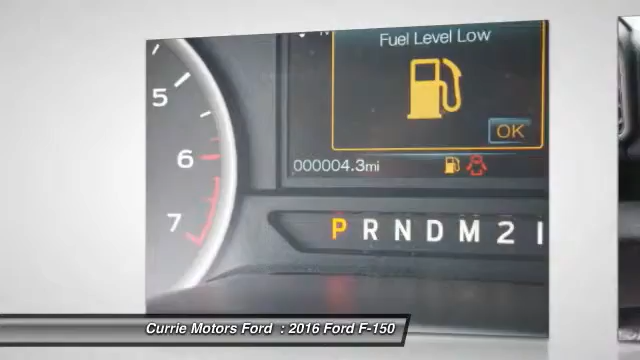 Fuel Level Low
OK
5
6
7
000004.3mi
P R N D M 2 1
Currie Motors Ford : 2016 Ford F-150